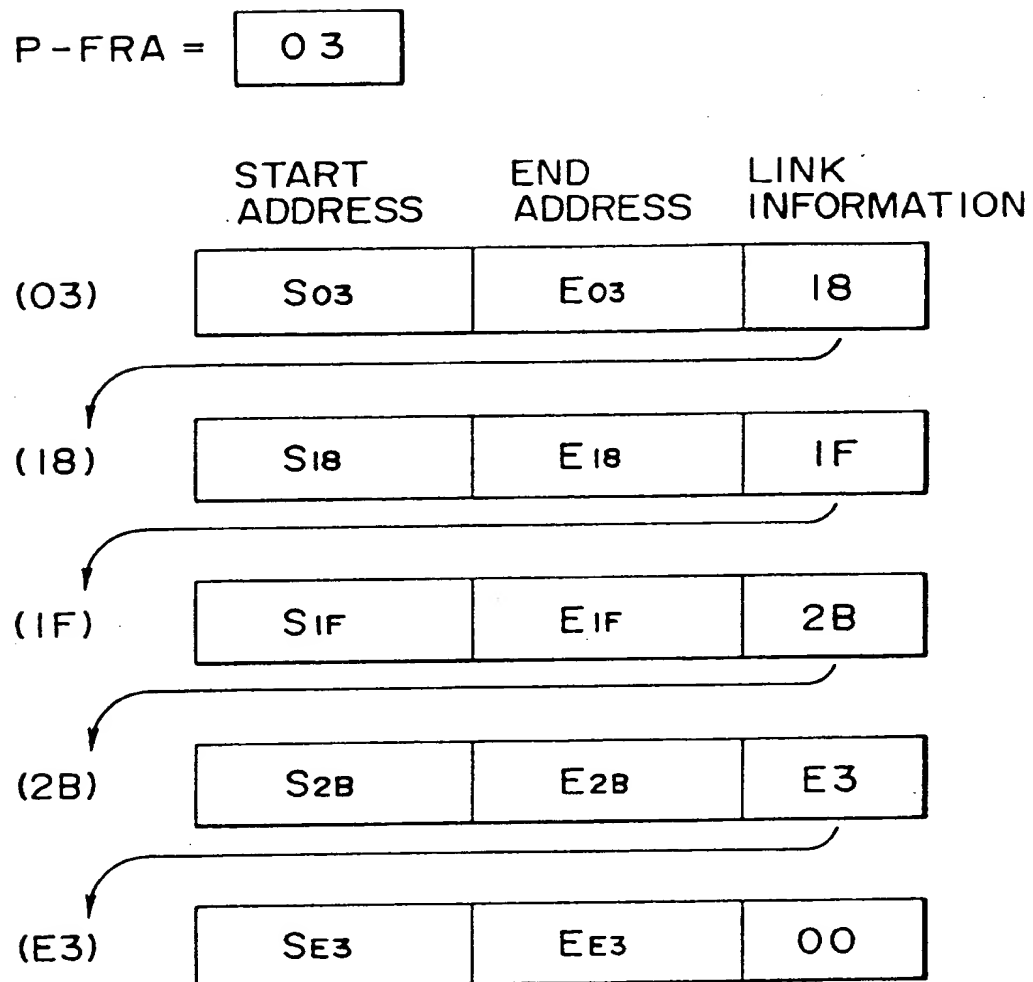 P-FRA = 03
START ADDRESS END ADDRESS LINK INFORMATION
(03) S03 E03 18
(18) S18 E18 1F
(1F) S1F E1F 2B
(2B) S2B E2B E3
(E3) SE3 EE3 00